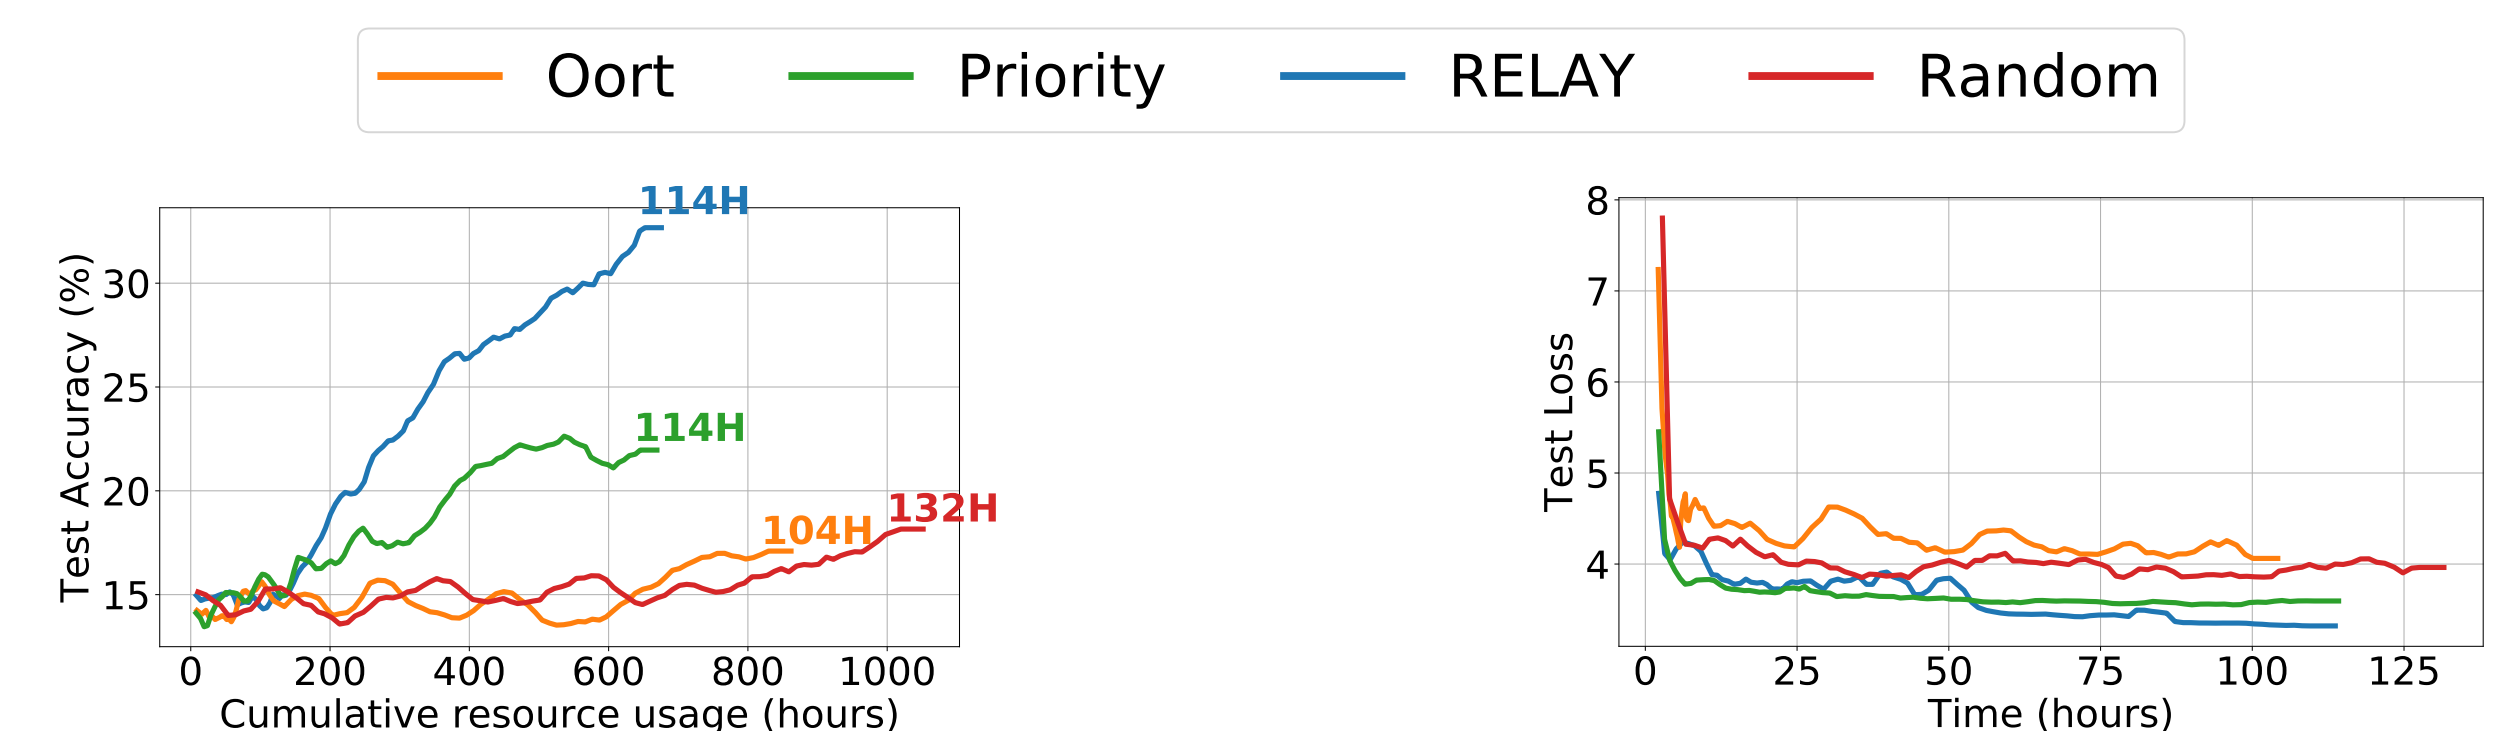 Oort Priority RELAY Random
Test Accuracy (%)
30
25
20
15
114H
114H
104H
132H
0 200 400 600 800 1000
Cumulative resource usage (hours)
Test Loss
8
7
6
5
4
0 25 50 75 100 125
Time (hours)